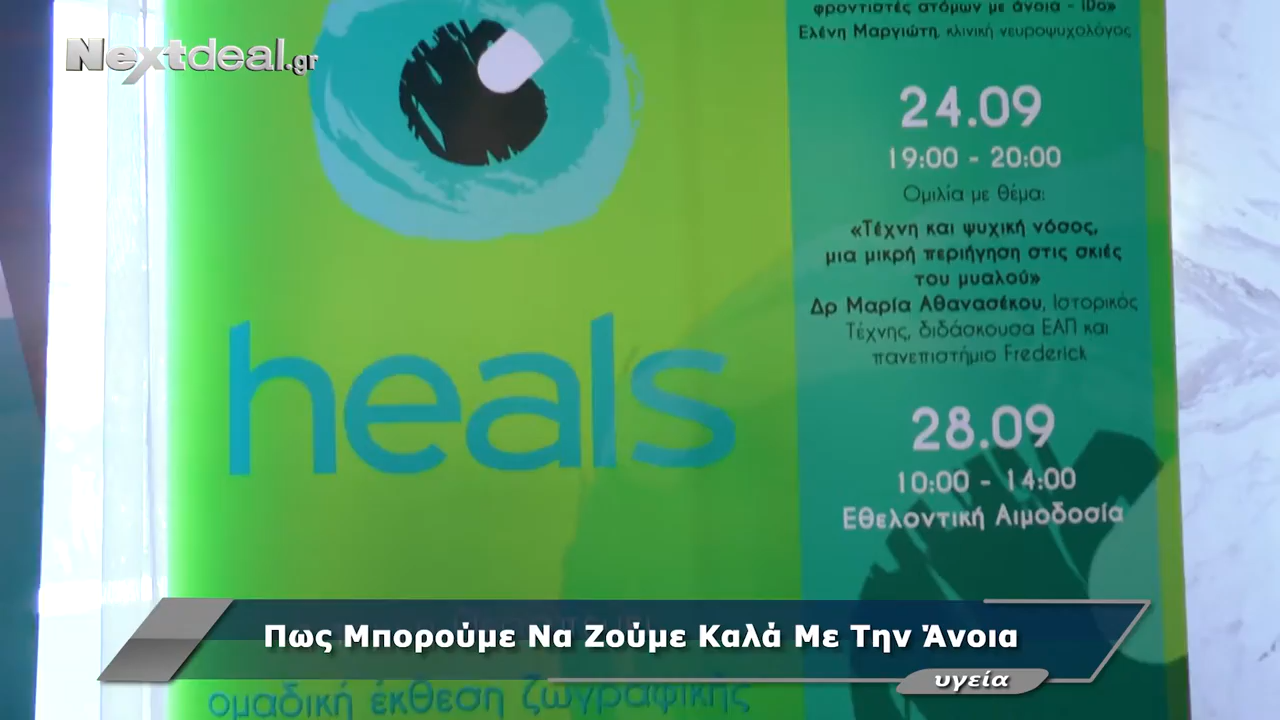 Nextdeal.gr
φροντιστές ατόμων με άνοια - iDo»
Ελένη Μαργιώτη, κλινική νευροψυχολόγος
24.09
19:00 - 20:00
Ομιλία με θέμα:
«Τέχνη και ψυχική νόσος,
μια μικρή περιήγηση στις σκιές
του μυαλού»
Δρ Μαρία Αθανασέκου, Ιστορικός
Τέχνης, διδάσκουσα ΕΑΠ και
πανεπιστήμιο Frederick
28.09
10:00 - 14:00
Εθελοντική Αιμοδοσία
heals
Πως Μπορούμε Να Ζούμε Καλά Με Την Άνοια
υγεία
ομαδική έκθεση ζωγραφικής